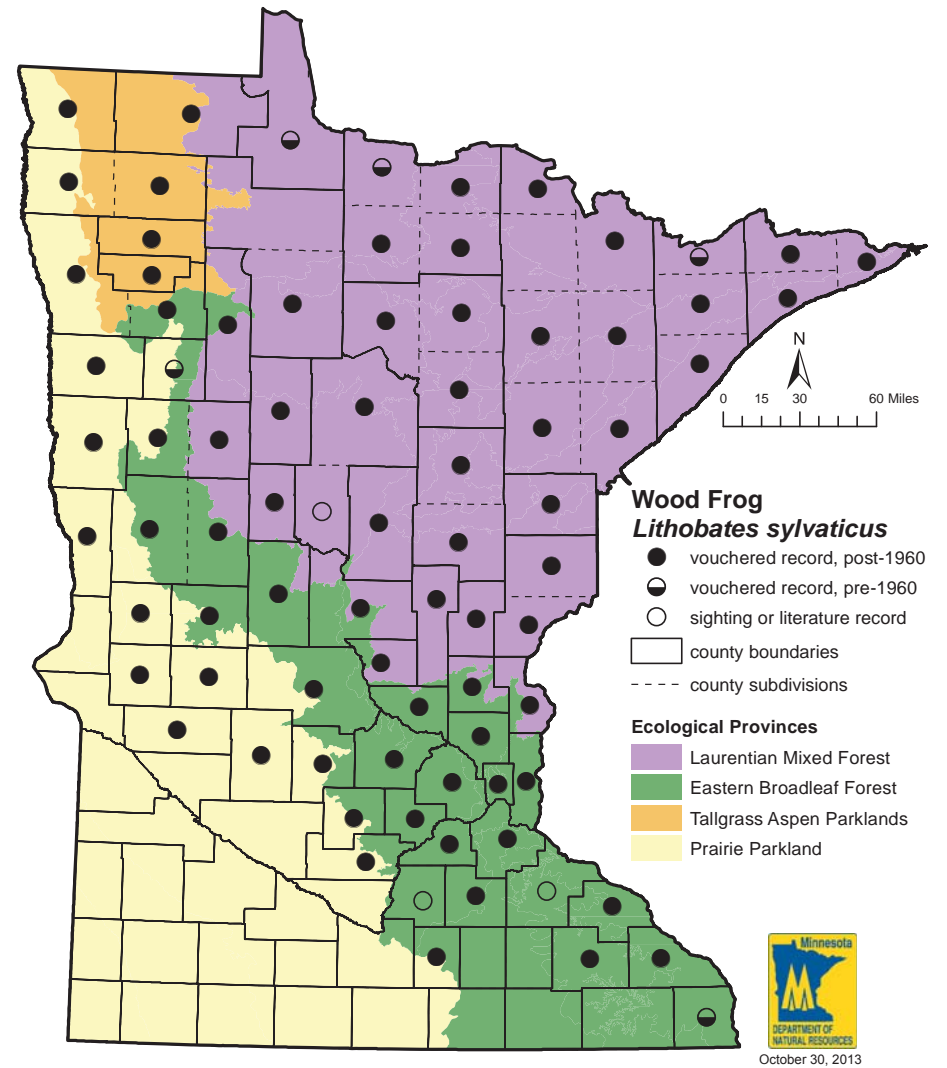 N
0 15 30 60 Miles
Wood Frog
Lithobates sylvaticus
vouchered record, post-1960
vouchered record, pre-1960
sighting or literature record
county boundaries
county subdivisions
Ecological Provinces
Laurentian Mixed Forest
Eastern Broadleaf Forest
Tallgrass Aspen Parklands
Prairie Parkland
Minnesota
M
DEPARTMENT OF
NATURAL RESOURCES
October 30, 2013